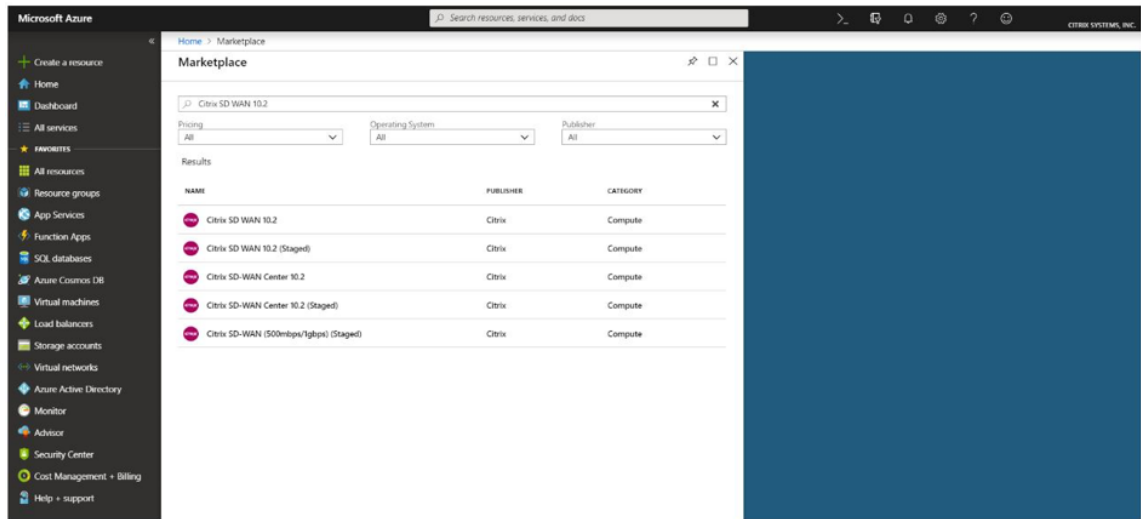 Microsoft Azure
Search resources, services, and docs
CITRIX SYSTEMS, INC.
Home > Marketplace
Create a resource
Home
Dashboard
All services
FAVORITES
All resources
Resource groups
App Services
Function Apps
SQL databases
Azure Cosmos DB
Virtual machines
Load balancers
Storage accounts
Virtual networks
Azure Active Directory
Monitor
Advisor
Security Center
Cost Management + Billing
Help + support
Marketplace
Citrix SD WAN 10.2
Pricing Operating System Publisher
All All All
Results
NAME PUBLISHER CATEGORY
Citrix SD WAN 10.2 Citrix Compute
Citrix SD WAN 10.2 (Staged) Citrix Compute
Citrix SD-WAN Center 10.2 Citrix Compute
Citrix SD-WAN Center 10.2 (Staged) Citrix Compute
Citrix SD-WAN (500mbps/1gbps) (Staged) Citrix Compute